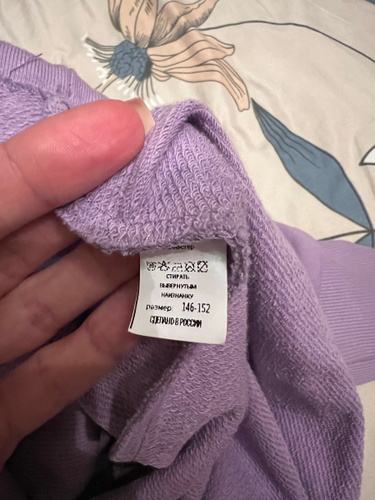 СТИРАТЬ
ВЫВЕРНУТЫМ
НАИЗНАНКУ
размер: 146-152
СДЕЛАНО В РОССИИ